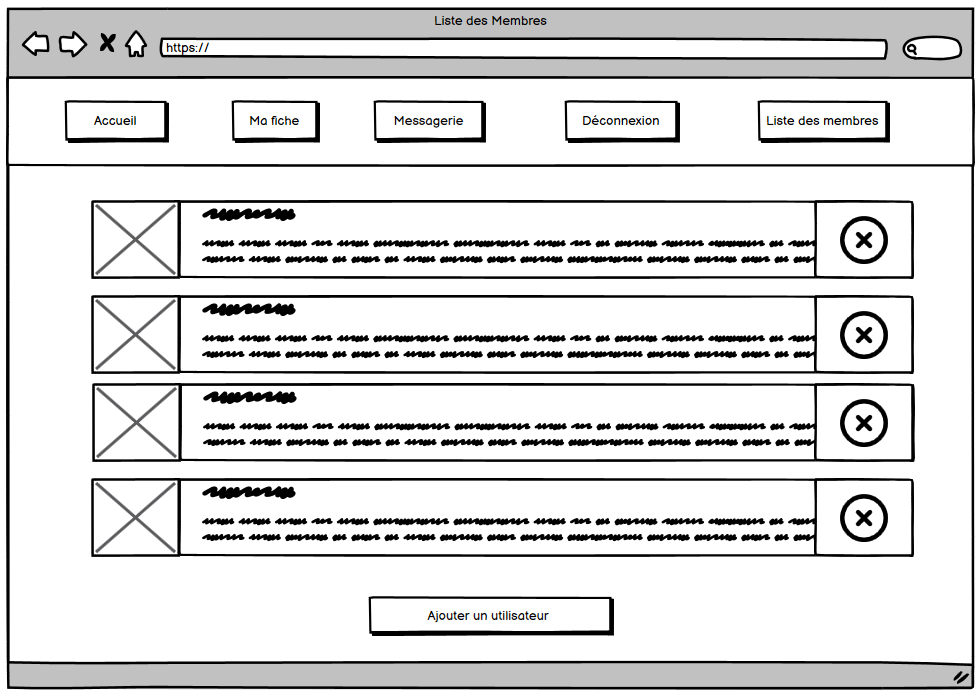 Liste des Membres
https://
Accueil
Ma fiche
Messagerie
Déconnexion
Liste des membres
Ajouter un utilisateur